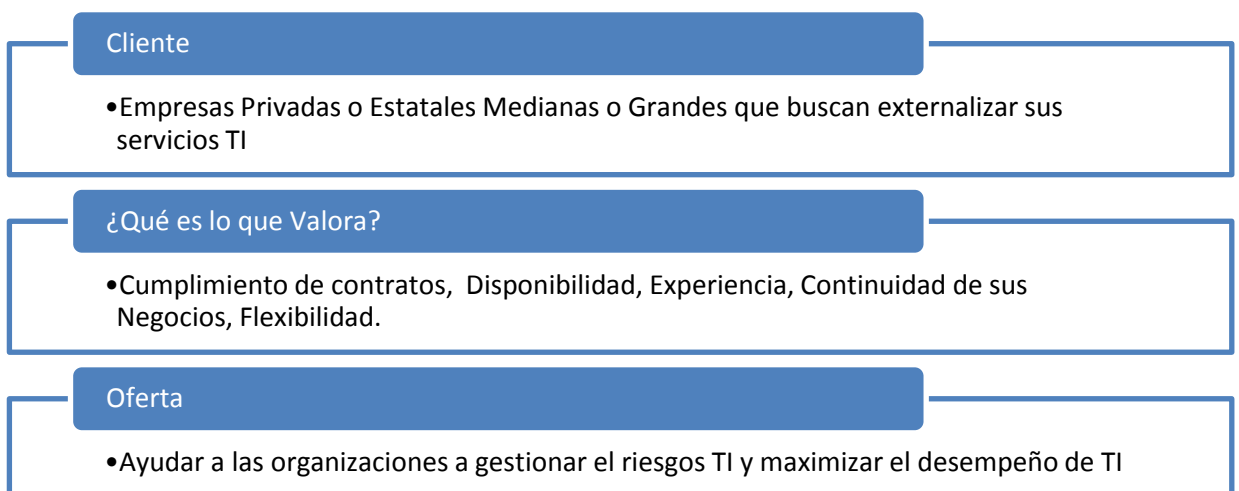 Cliente
•Empresas Privadas o Estatales Medianas o Grandes que buscan externalizar sus
servicios TI
¿Qué es lo que Valora?
•Cumplimiento de contratos, Disponibilidad, Experiencia, Continuidad de sus
Negocios, Flexibilidad.
Oferta
•Ayudar a las organizaciones a gestionar el riesgos TI y maximizar el desempeño de TI